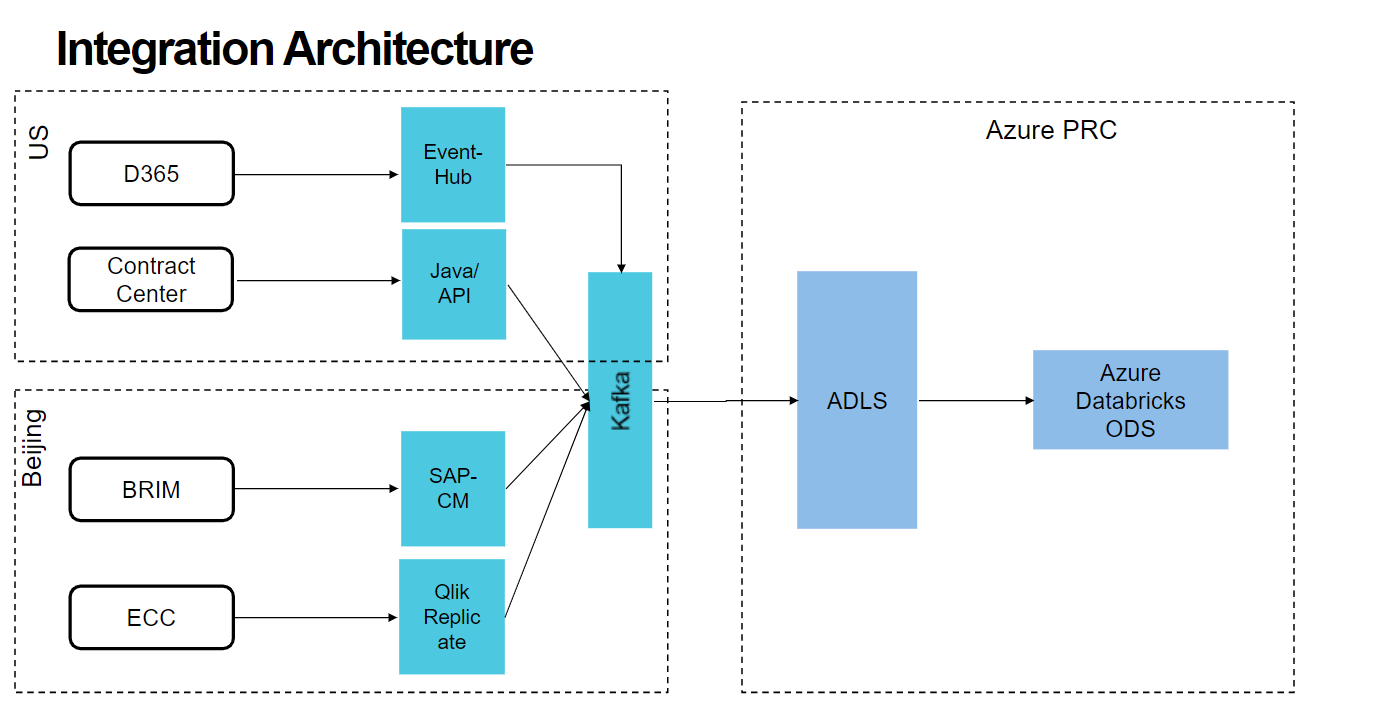 Integration Architecture
US
D365
Event-
Hub
Contract
Center
Java/
API
Kafka
Beijing
BRIM
SAP-
CM
ECC
Qlik
Replic
ate
Azure PRC
ADLS
Azure
Databricks
ODS